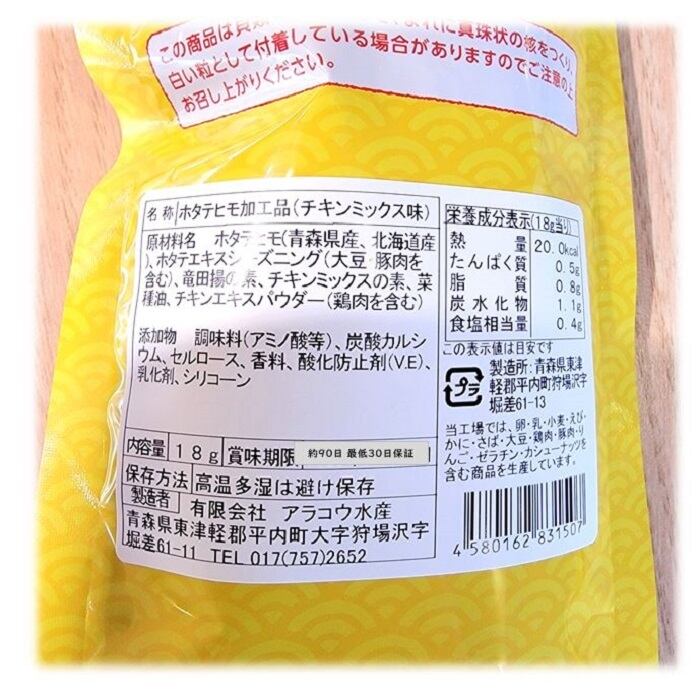 この商品は貝類 まれに真珠状の核をつくり、
白い粒として付着している場合がありますのでご注意の上
お召し上がりください。
名称 ホタテヒモ加工品(チキンミックス味)
原材料名 ホタテヒモ(青森県産、北海道産
)、ホタテエキスシーズニング(大豆・豚肉を
含む)、竜田揚の素、チキンミックスの素、菜
種油、チキンエキスパウダー(鶏肉を含む)
添加物 調味料(アミノ酸等)、炭酸カルシ
ウム、セルロース、香料、酸化防止剤(V.E)、
乳化剤、シリコーン
内容量 18g 賞味期限 約90日 最低30日保証
保存方法 高温多湿は避け保存
製造者 有限会社 アラコウ水産
青森県東津軽郡平内町大字狩場沢字
堀差61-11 TEL 017(757)2652
栄養成分表示(18g当り)
熱量 20.0kcal
たんぱく質 0.5g
脂質 0.8g
炭水化物 1.1g
食塩相当量 0.4g
この表示値は目安です
プラ
製造所:青森県東津
軽郡平内町狩場沢字
堀差61-13
当工場では、卵・乳・小麦・えび・
かに・さば・大豆・鶏肉・豚肉・り
んご・ゼラチン・カシューナッツを
含む商品を生産しています。
4 580162 831507